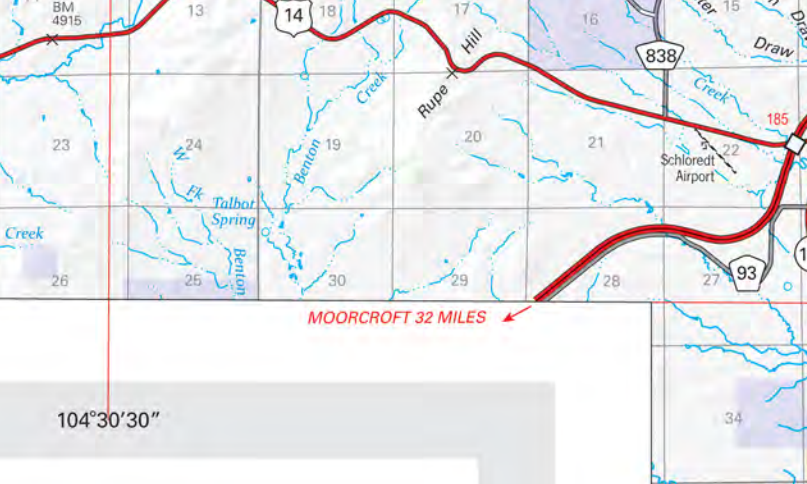 BM
4915
13
14
18
17
16
15
Draw
838
Hill
Rupe
Creek
Creek
185
23
24
19
20
21
22
Benton
Schloredt
Airport
W
Fk
Talbot
Spring
Creek
Benton
26
25
30
29
28
27
93
MOORCROFT 32 MILES
104°30'30"
34